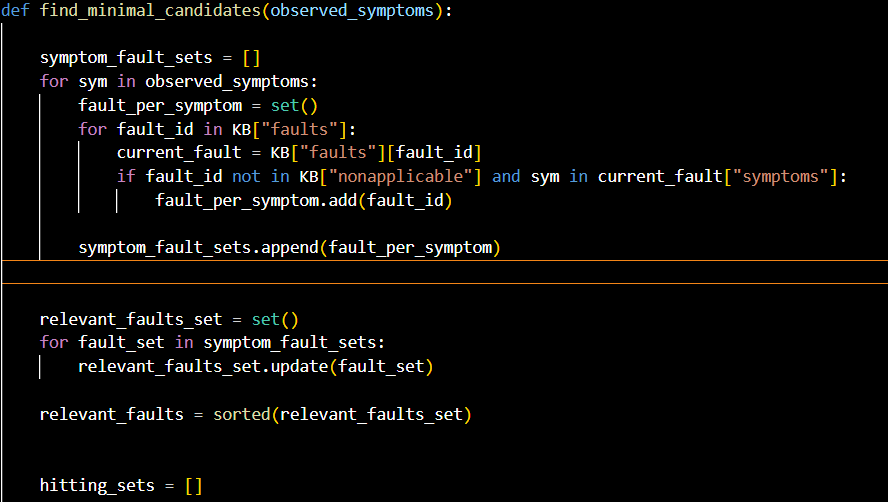 def find_minimal_candidates(observed_symptoms):
    symptom_fault_sets = []
    for sym in observed_symptoms:
        fault_per_symptom = set()
        for fault_id in KB["faults"]:
            current_fault = KB["faults"][fault_id]
            if fault_id not in KB["nonapplicable"] and sym in current_fault["symptoms"]:
                fault_per_symptom.add(fault_id)
        symptom_fault_sets.append(fault_per_symptom)
    relevant_faults_set = set()
    for fault_set in symptom_fault_sets:
        relevant_faults_set.update(fault_set)
    relevant_faults = sorted(relevant_faults_set)
    hitting_sets = []